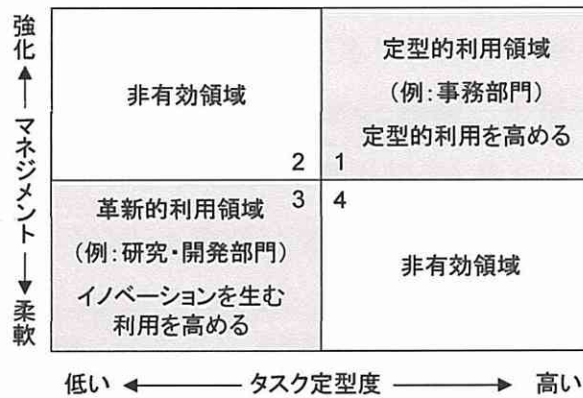 強化
マネジメント
柔軟
非有効領域
2
定型的利用領域
(例:事務部門)
定型的利用を高める
1
革新的利用領域
3
(例:研究・開発部門)
イノベーションを生む
利用を高める
4
非有効領域
低い
タスク定型度
高い